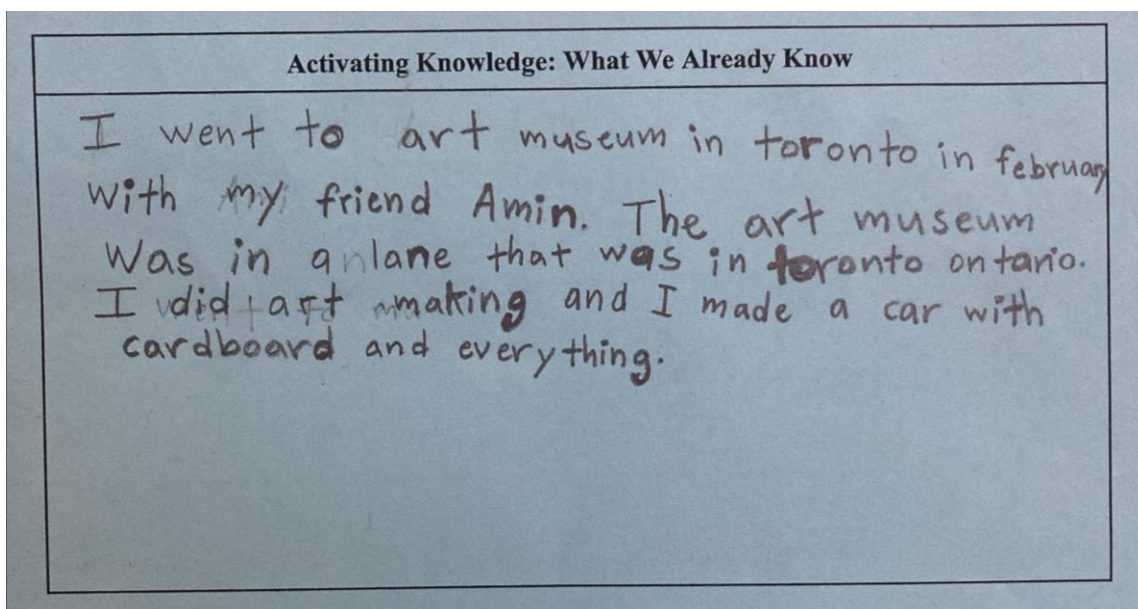 Activating Knowledge: What We Already Know
I went to art museum in toronto in february
with my friend Amin. The art museum
Was in a lane that was in toronto ontario.
I did art making and I made a car with
cardboard and everything.